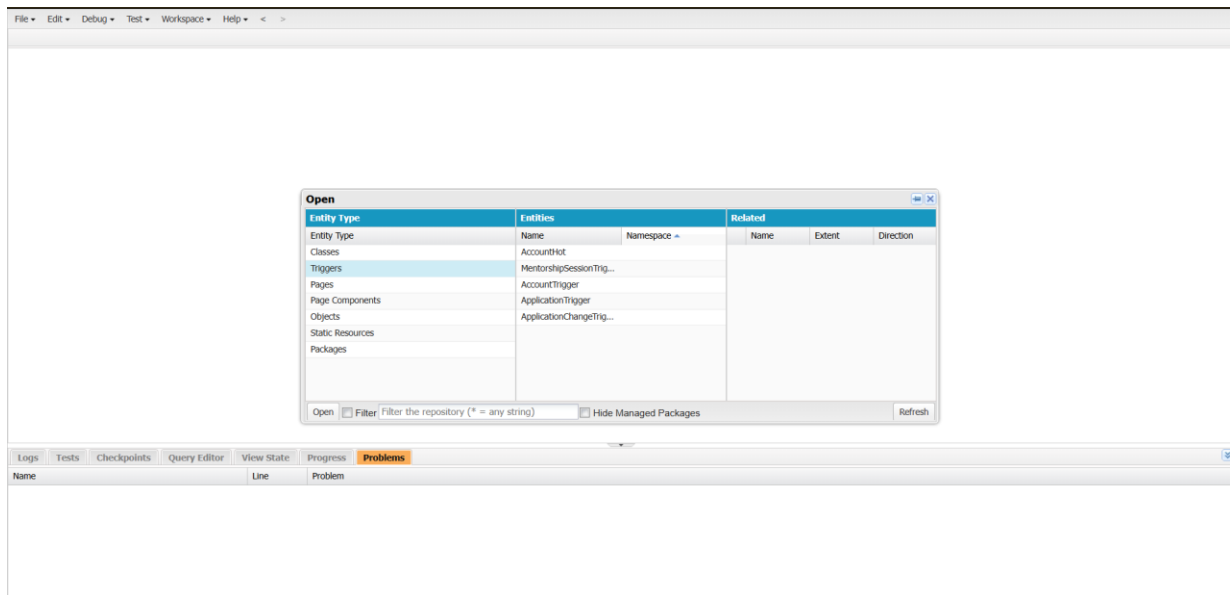 File Edit Debug Test Workspace Help < >
Open
Entity Type Entities Related
Entity Type Name Namespace Name Extent Direction
Classes AccountHot
Triggers MentorshipSessionTrig...
Pages AccountTrigger
Page Components ApplicationTrigger
Objects ApplicationChangeTrig...
Static Resources
Packages
Open Filter Filter the repository (* = any string) Hide Managed Packages Refresh
Logs Tests Checkpoints Query Editor View State Progress Problems
Name Line Problem